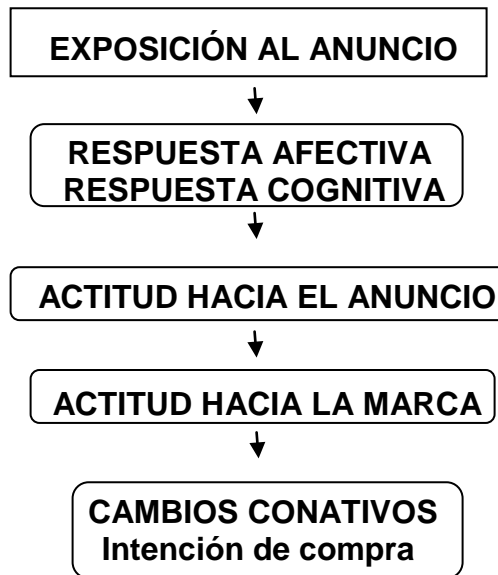 EXPOSICIÓN AL ANUNCIO
RESPUESTA AFECTIVA
RESPUESTA COGNITIVA
ACTITUD HACIA EL ANUNCIO
ACTITUD HACIA LA MARCA
CAMBIOS CONATIVOS
Intención de compra